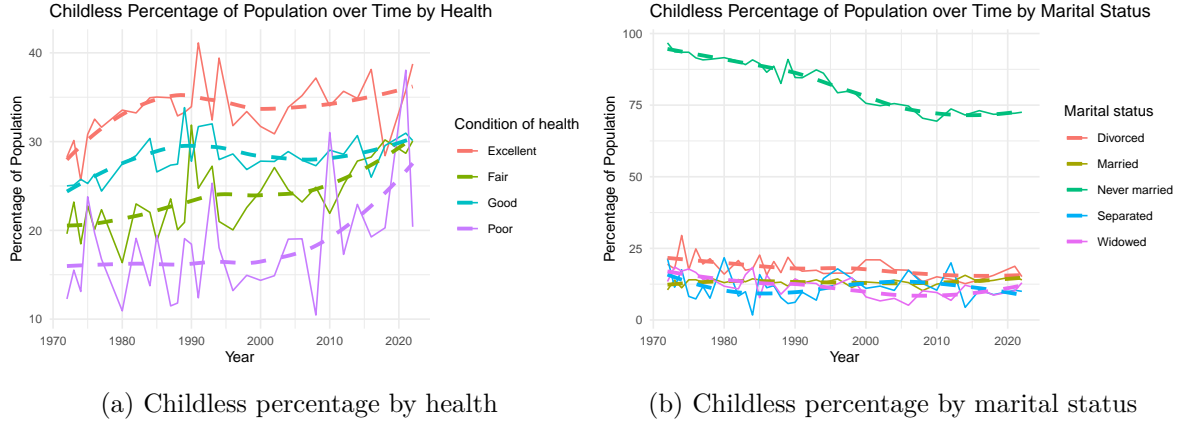 Childless Percentage of Population over Time by Health
Percentage of Population
40
30
20
10
1970
1980
1990
2000
2010
2020
Year
Condition of health
Excellent
Fair
Good
Poor
(a) Childless percentage by health
Childless Percentage of Population over Time by Marital Status
Percentage of Population
100
75
50
25
0
1970
1980
1990
2000
2010
2020
Year
Marital status
Divorced
Married
Never married
Separated
Widowed
(b) Childless percentage by marital status